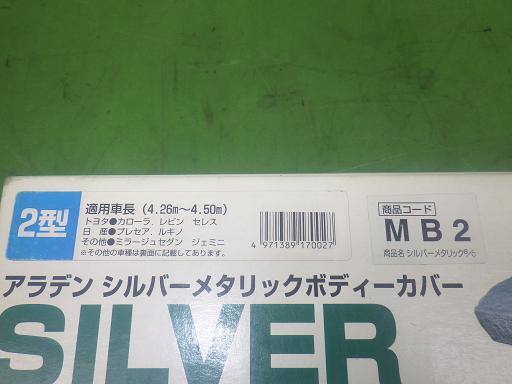 2型
適用車長（4.26m〜4.50m）
トヨタ●カローラ、レビン　セレス
日　産●プレセア、ルキノ
その他●ミラージュセダン　ジェミニ
※その他の車種は裏面に記載してあります。
4 971389 170027
商品コード
MB2
商品名 シルバーメタリックB/C
アラデン シルバーメタリックボディーカバー
SILVER